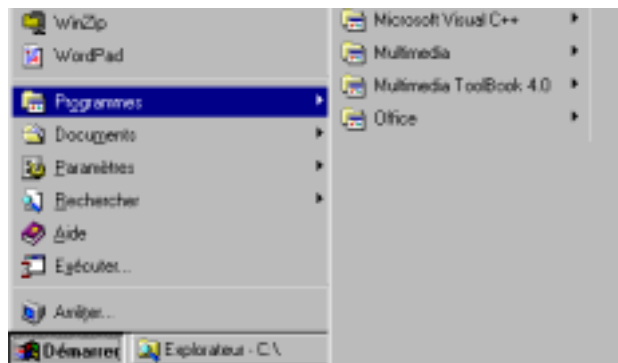 WinZip
WordPad
Programmes
Documents
Paramètres
Rechercher
Aide
Exécuter...
Arrêter...
Démarrer
Explorateur - C:\
Microsoft Visual C++
Multimedia
Multimedia ToolBook 4.0
Office